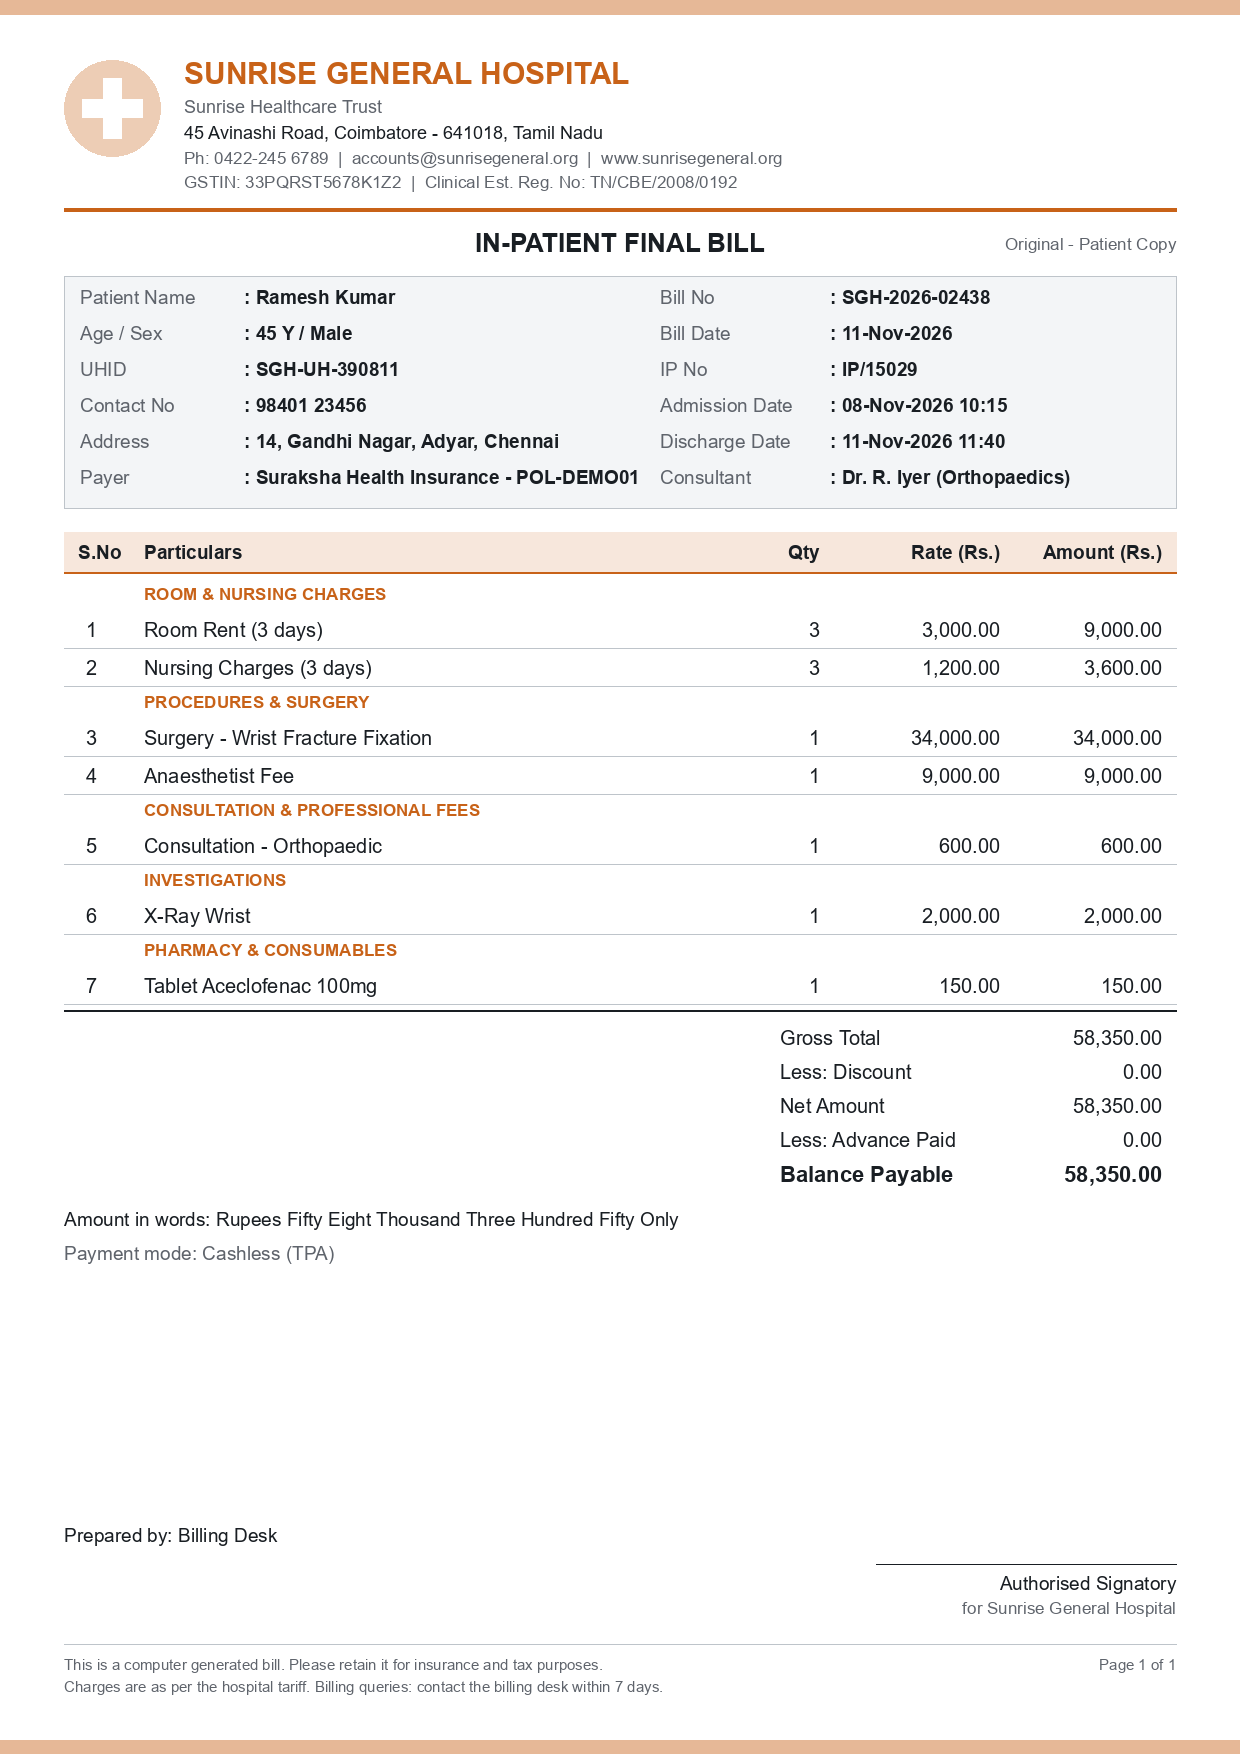 SUNRISE GENERAL HOSPITAL
Sunrise Healthcare Trust
45 Avinashi Road, Coimbatore - 641018, Tamil Nadu
Ph: 0422-245 6789 | accounts@sunrisegeneral.org | www.sunrisegeneral.org
GSTIN: 33PQRST5678K1Z2 | Clinical Est. Reg. No: TN/CBE/2008/0192
IN-PATIENT FINAL BILL Original - Patient Copy
Patient Name : Ramesh Kumar Bill No : SGH-2026-02438
Age / Sex : 45 Y / Male Bill Date : 11-Nov-2026
UHID : SGH-UH-390811 IP No : IP/15029
Contact No : 98401 23456 Admission Date : 08-Nov-2026 10:15
Address : 14, Gandhi Nagar, Adyar, Chennai Discharge Date : 11-Nov-2026 11:40
Payer : Suraksha Health Insurance - POL-DEMO01 Consultant : Dr. R. Iyer (Orthopaedics)
S.No Particulars Qty Rate (Rs.) Amount (Rs.)
ROOM & NURSING CHARGES
1 Room Rent (3 days) 3 3,000.00 9,000.00
2 Nursing Charges (3 days) 3 1,200.00 3,600.00
PROCEDURES & SURGERY
3 Surgery - Wrist Fracture Fixation 1 34,000.00 34,000.00
4 Anaesthetist Fee 1 9,000.00 9,000.00
CONSULTATION & PROFESSIONAL FEES
5 Consultation - Orthopaedic 1 600.00 600.00
INVESTIGATIONS
6 X-Ray Wrist 1 2,000.00 2,000.00
PHARMACY & CONSUMABLES
7 Tablet Aceclofenac 100mg 1 150.00 150.00
Gross Total 58,350.00
Less: Discount 0.00
Net Amount 58,350.00
Less: Advance Paid 0.00
Balance Payable 58,350.00
Amount in words: Rupees Fifty Eight Thousand Three Hundred Fifty Only
Payment mode: Cashless (TPA)
Prepared by: Billing Desk
Authorised Signatory
for Sunrise General Hospital
This is a computer generated bill. Please retain it for insurance and tax purposes. Page 1 of 1
Charges are as per the hospital tariff. Billing queries: contact the billing desk within 7 days.